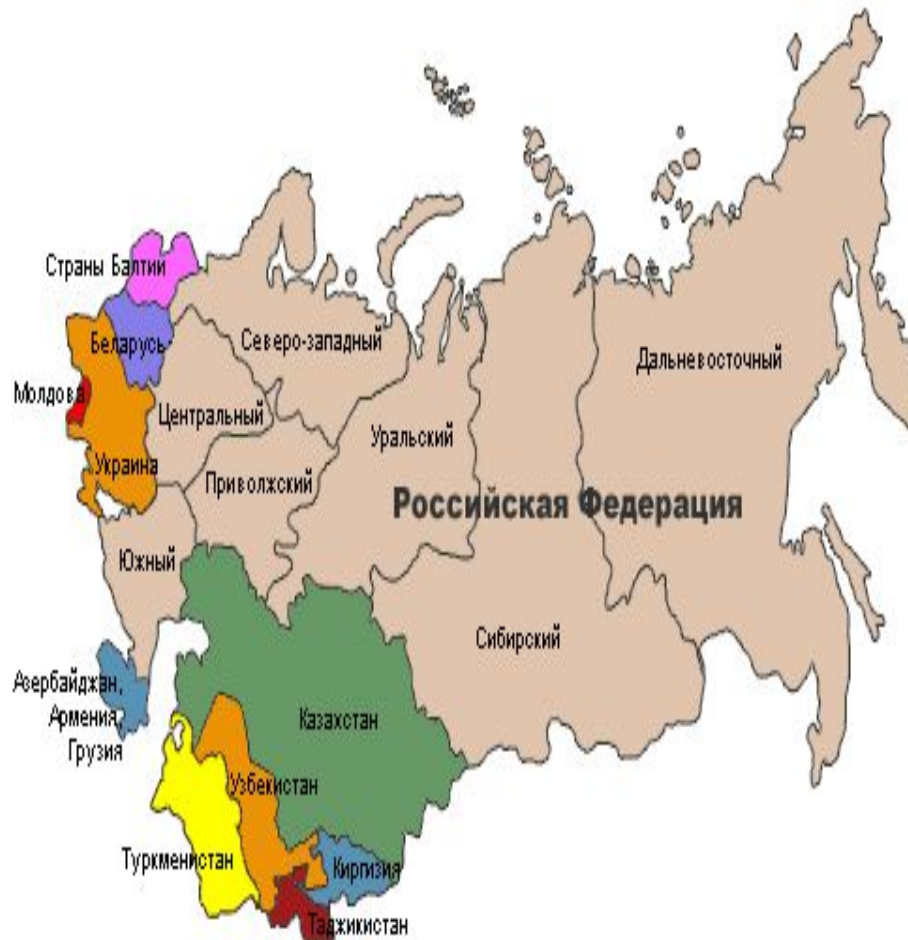 Страны Балтии
Беларусь
Северо-западный
Дальневосточный
Молдова
Центральный
Уральский
Украина
Приволжский
Российская Федерация
Южный
Сибирский
Азербайджан,
Армения,
Грузия
Казахстан
Узбекистан
Туркменистан
Киргизия
Таджикистан